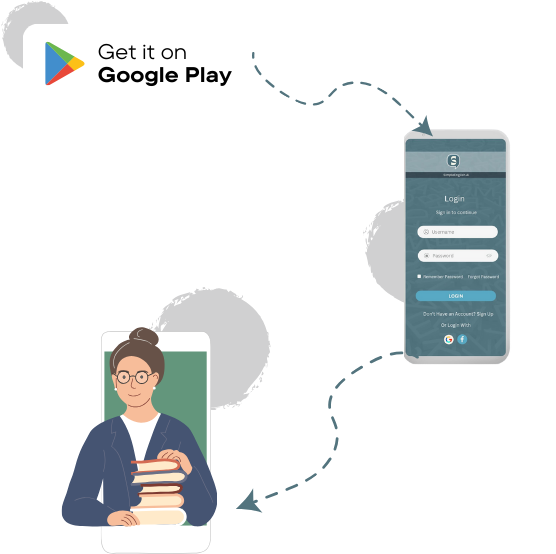 Get it on
Google Play
S
Login
Sign in to continue
Username
Password
Remember Password Forgot Password
LOGIN
Don't Have an Account? Sign Up
Or Login With
G f